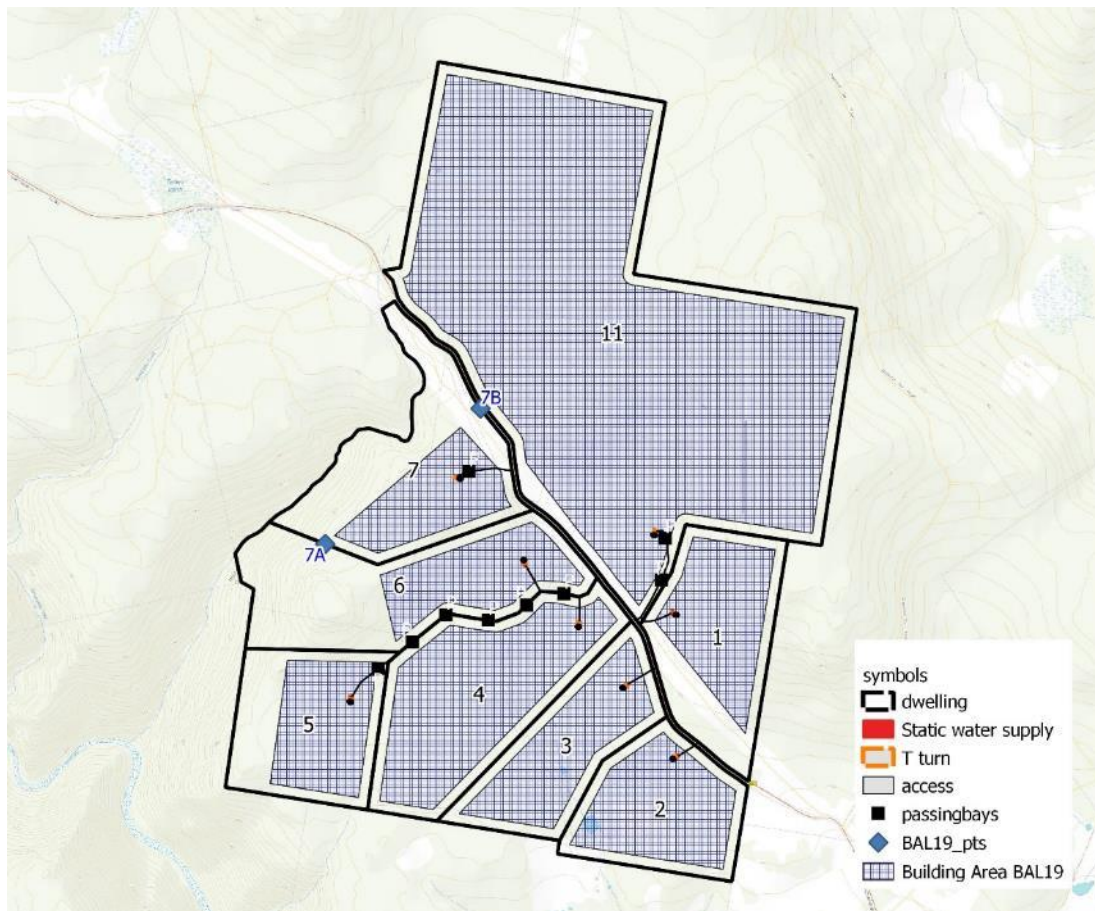 11
7B
7
7A
6
1
4
5
3
2
symbols
dwelling
Static water supply
T turn
access
passingbays
BAL19_pts
Building Area BAL19